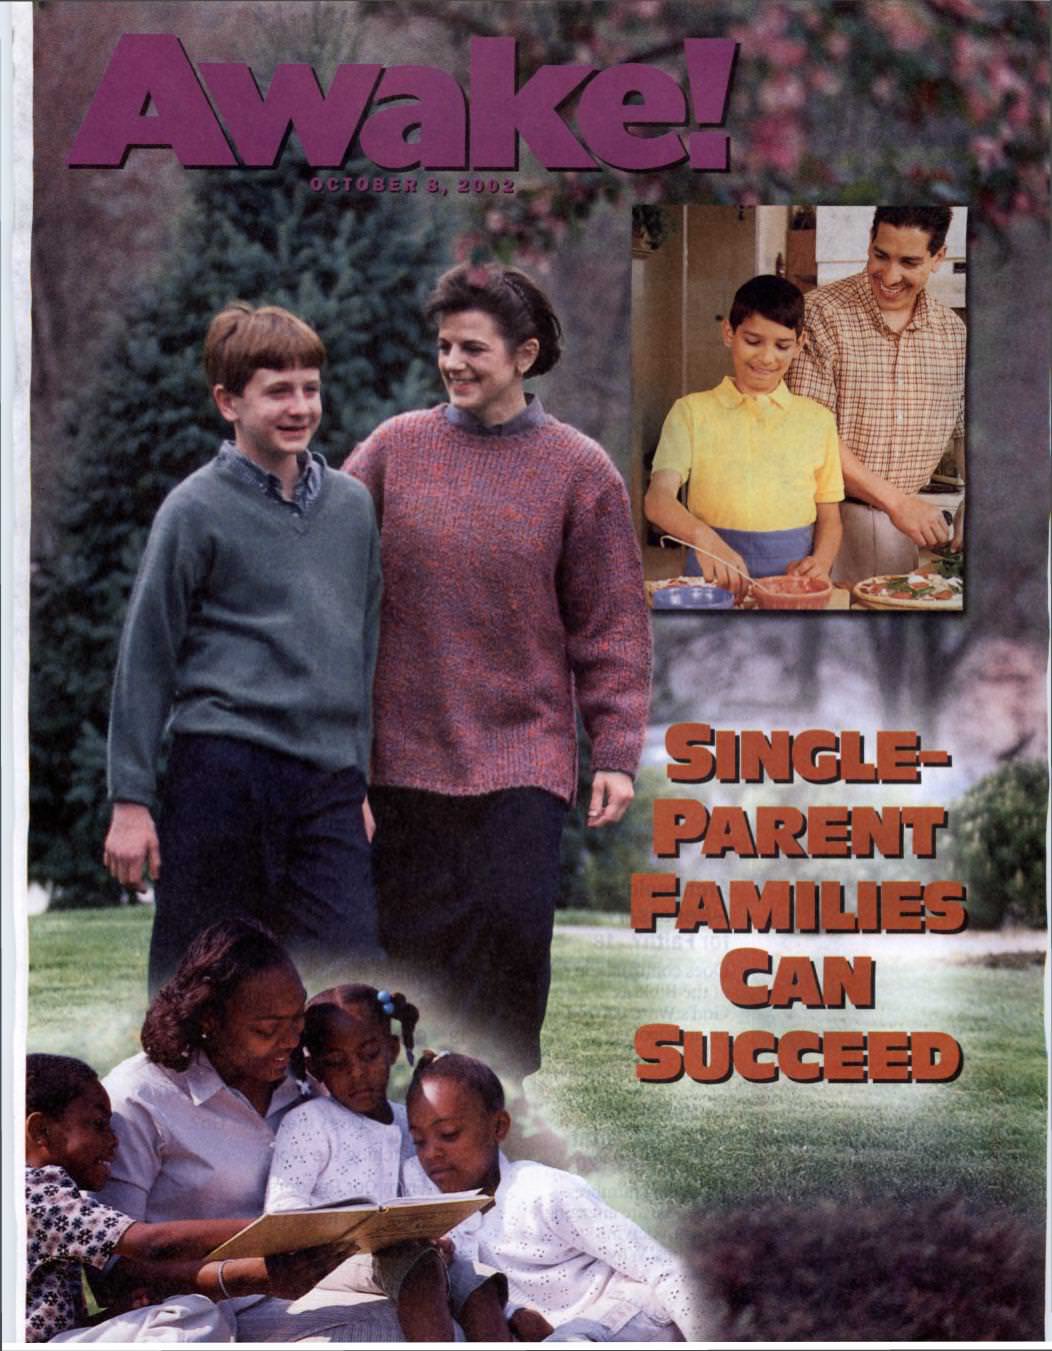 Awake!
OCTOBER 8, 2002
SINGLE-
PARENT
FAMILIES
CAN
SUCCEED